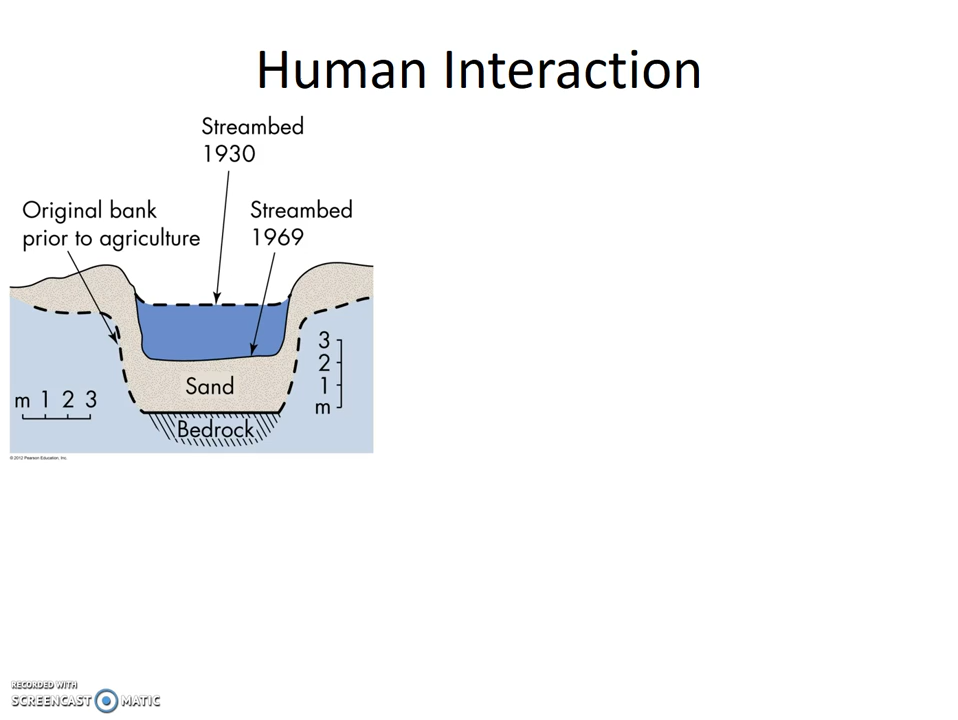 Human Interaction
Streambed
1930
Original bank
prior to agriculture
Streambed
1969
3
2
1
m
m 1 2 3
Sand
Bedrock
© 2012 Pearson Education, Inc.
RECORDED WITH
SCREENCAST MATIC